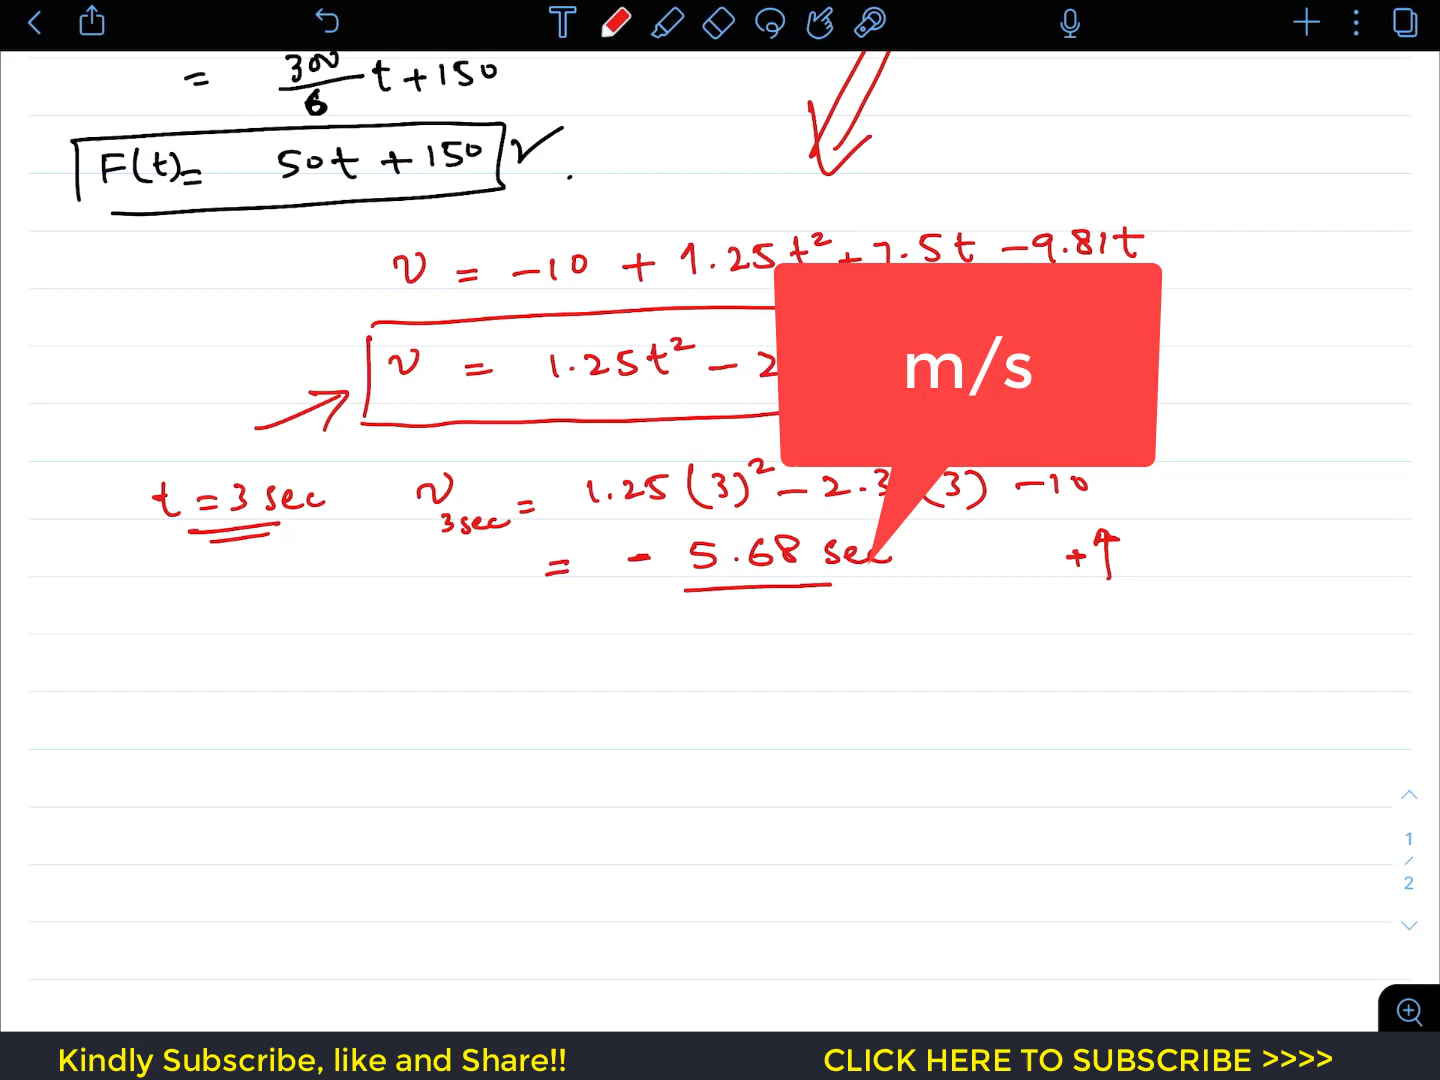 = 300/6 t + 150
F(t) = 50t + 150 ✓.
v = -10 + 1.25t² + 7.5t - 9.81t
v = 1.25t² - 2
m/s
t = 3 sec v 3sec = 1.25 (3)² - 2.3 (3) - 10
= - 5.68 sec + ↑
1
/
2
Kindly Subscribe, like and Share!! CLICK HERE TO SUBSCRIBE >>>>